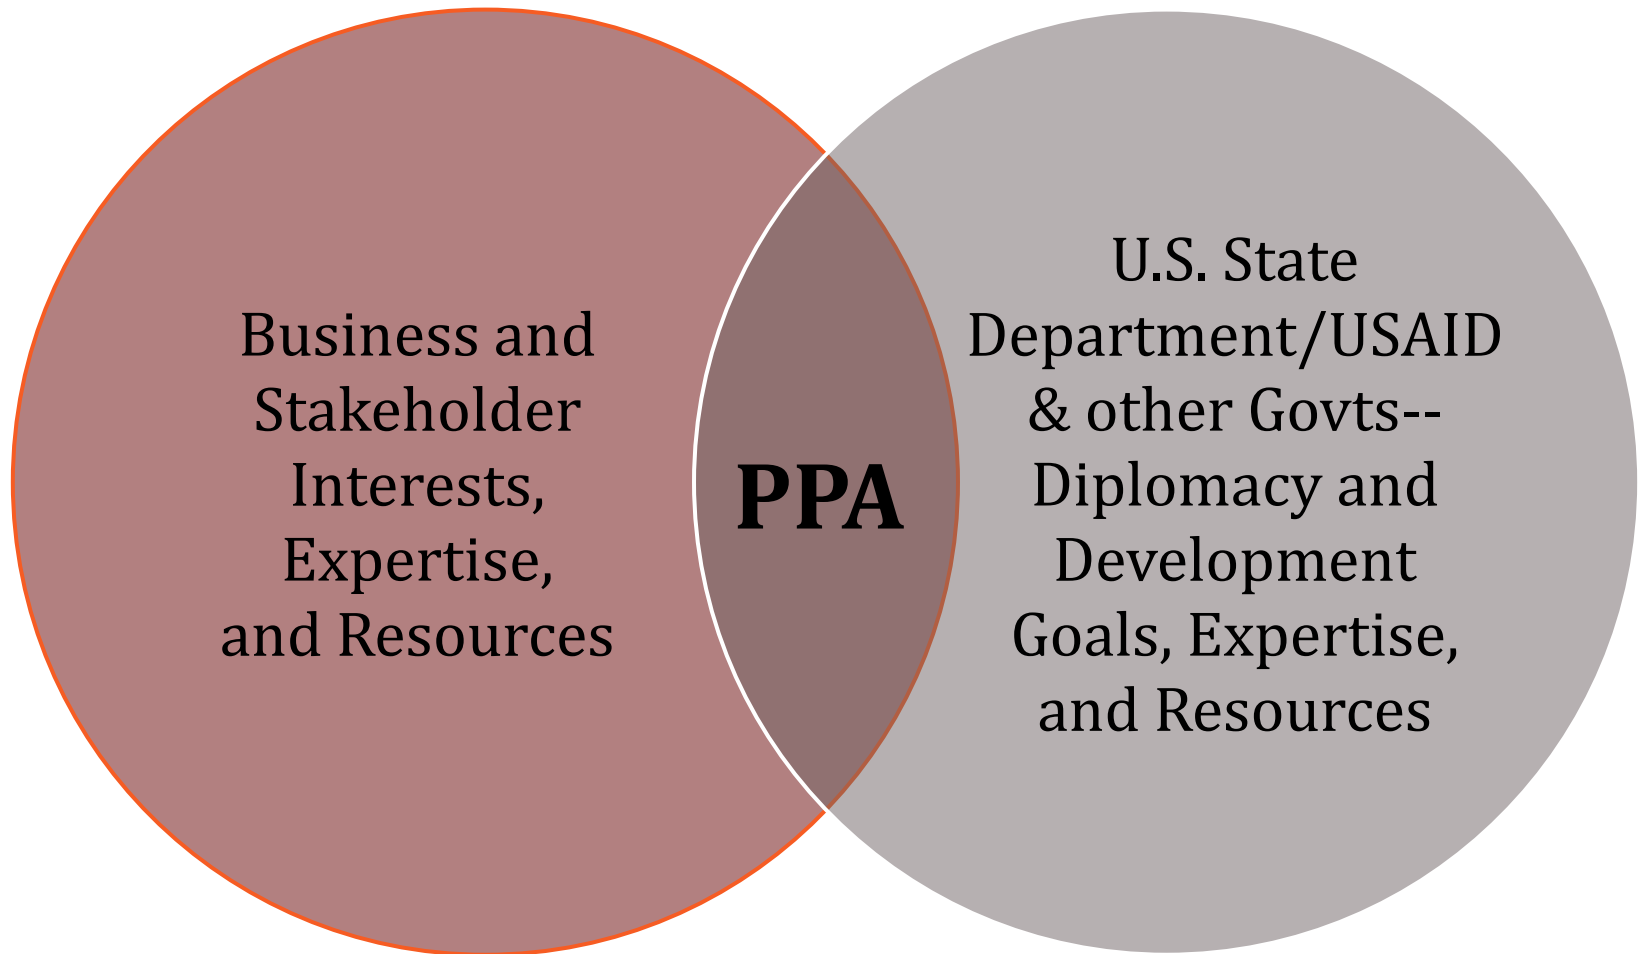 Business and
Stakeholder
Interests,
Expertise,
and Resources
PPA
U.S. State
Department/USAID
& other Govts--
Diplomacy and
Development
Goals, Expertise,
and Resources